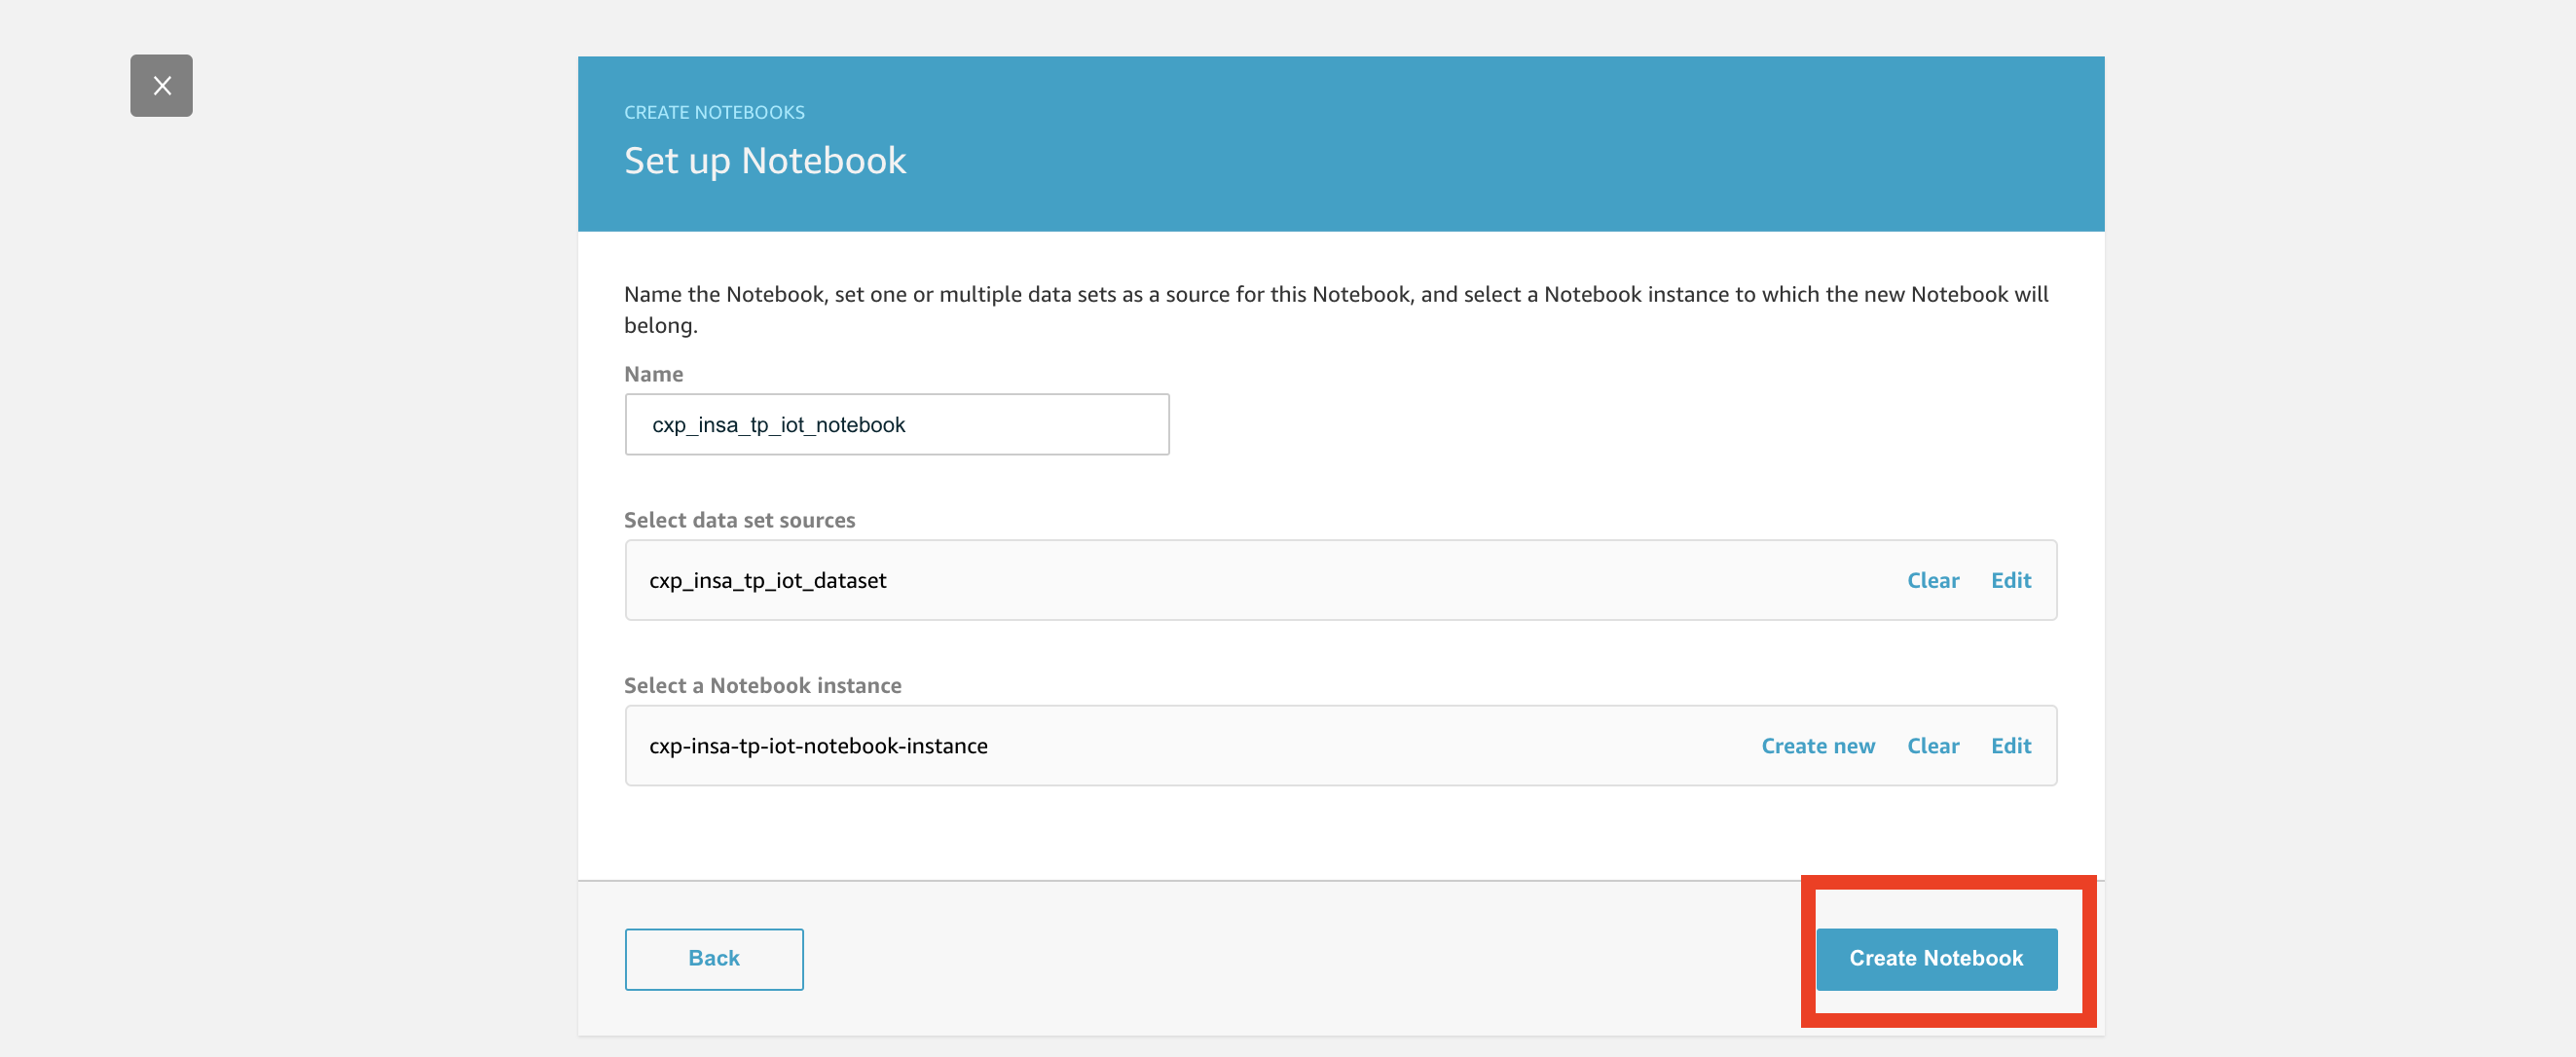 CREATE NOTEBOOKS
Set up Notebook
Name the Notebook, set one or multiple data sets as a source for this Notebook, and select a Notebook instance to which the new Notebook will
belong.
Name
cxp_insa_tp_iot_notebook
Select data set sources
cxp_insa_tp_iot_dataset Clear Edit
Select a Notebook instance
cxp-insa-tp-iot-notebook-instance Create new Clear Edit
Back Create Notebook